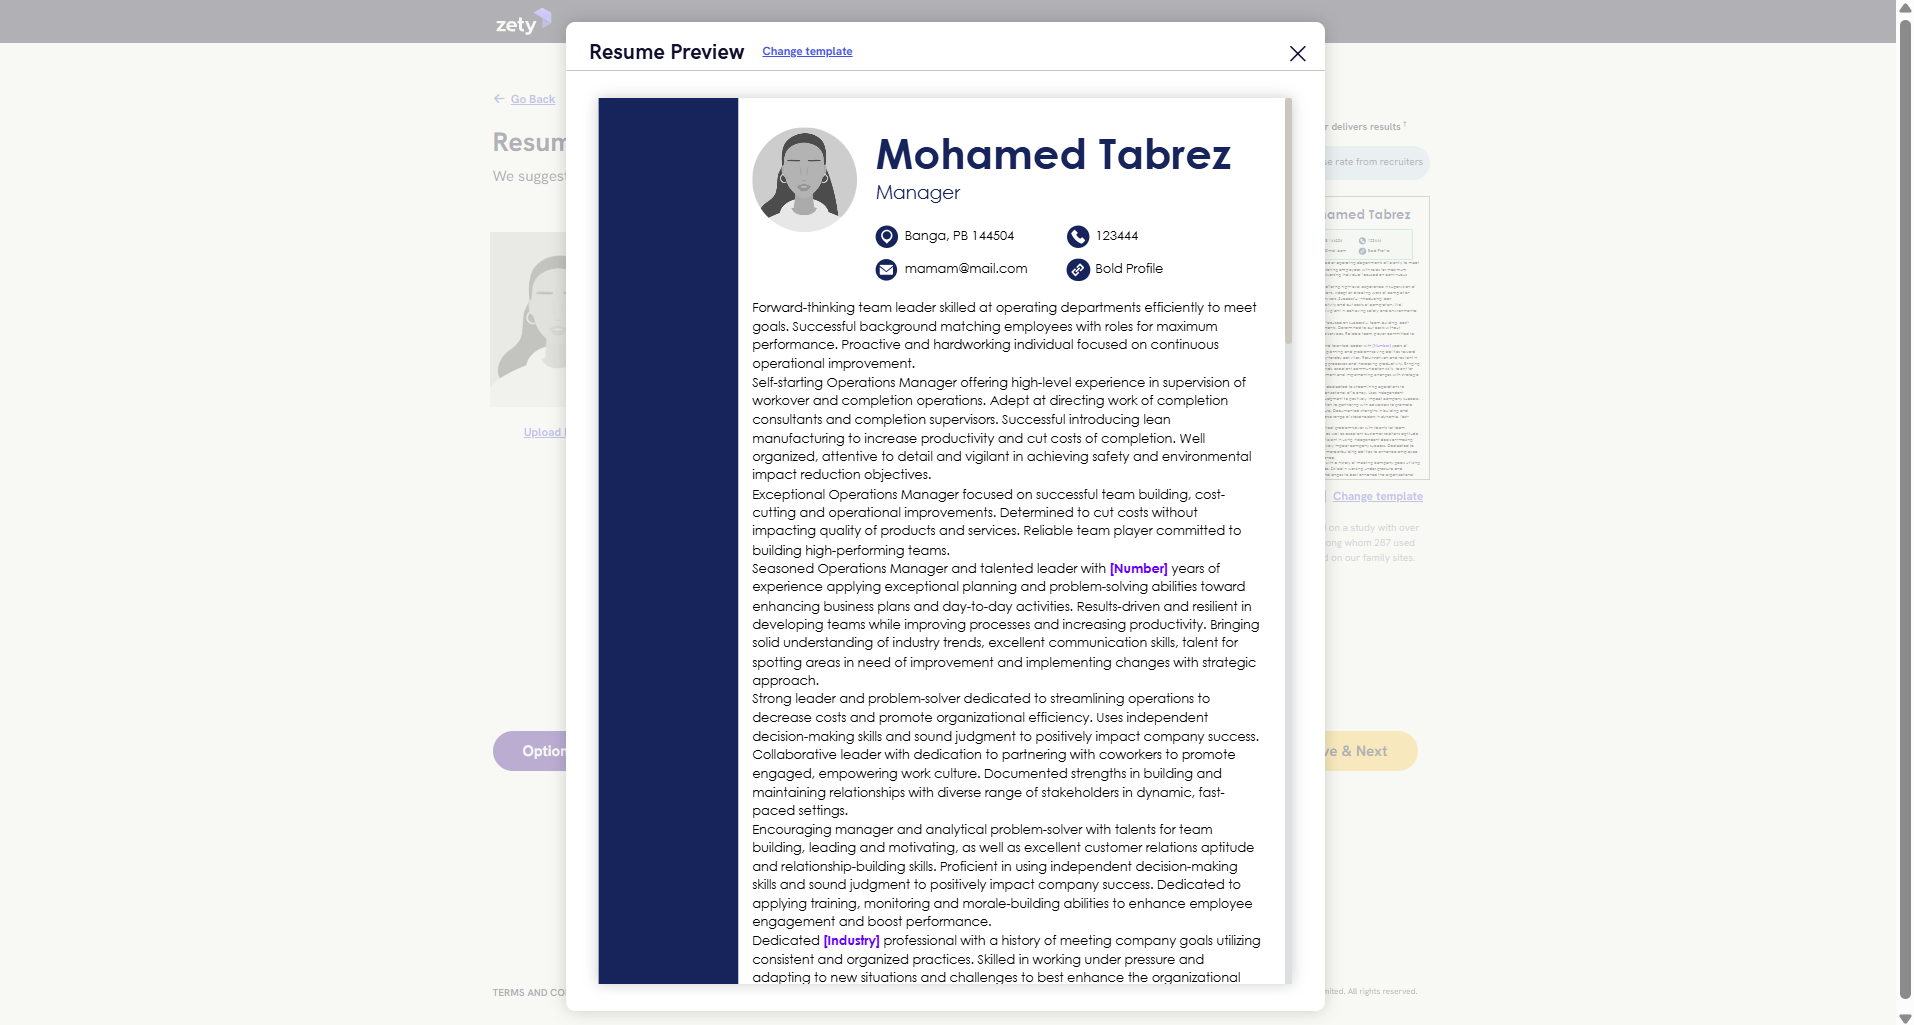 zety
Resume Preview
Change template
Go Back
We suggest
Upload
Option
TERMS AND
Mohamed Tabrez
Manager
Banga, PB 144504
123444
mamam@mail.com
Bold Profile
Forward-thinking team leader skilled at operating departments efficiently to meet
goals. Successful background matching employees with roles for maximum
performance. Proactive and hardworking individual focused on continuous
operational improvement.
Self-starting Operations Manager offering high-level experience in supervision of
workover and completion operations. Adept at directing work of completion
consultants and completion supervisors. Successful introducing lean
manufacturing to increase productivity and cut costs of completion. Well
organized, attentive to detail and vigilant in achieving safety and environmental
impact reduction objectives.
Exceptional Operations Manager focused on successful team building, cost-
cutting and operational improvements. Determined to cut costs without
impacting quality of products and services. Reliable team player committed to
building high-performing teams.
Seasoned Operations Manager and talented leader with [Number] years of
experience applying exceptional planning and problem-solving abilities toward
enhancing business plans and day-to-day activities. Results-driven and resilient in
developing teams while improving processes and increasing productivity. Bringing
solid understanding of industry trends, excellent communication skills, talent for
spotting areas in need of improvement and implementing changes with strategic
approach.
Strong leader and problem-solver dedicated to streamlining operations to
decrease costs and promote organizational efficiency. Uses independent
decision-making skills and sound judgment to positively impact company success.
Collaborative leader with dedication to partnering with coworkers to promote
engaged, empowering work culture. Documented strengths in building and
maintaining relationships with diverse range of stakeholders in dynamic, fast-
paced settings.
Encouraging manager and analytical problem-solver with talents for team
building, leading and motivating, as well as excellent customer relations aptitude
and relationship-building skills. Proficient in using independent decision-making
skills and sound judgment to positively impact company success. Dedicated to
applying training, monitoring and morale-building abilities to enhance employee
engagement and boost performance.
Dedicated [Industry] professional with a history of meeting company goals utilizing
consistent and organized practices. Skilled in working under pressure and
adapting to new situations and challenges to best enhance the organizational
r delivers results †
rate from recruiters
Tabrez
Change template
on a study with over
whom 287 used
on our family sites.
& Next
All rights reserved.